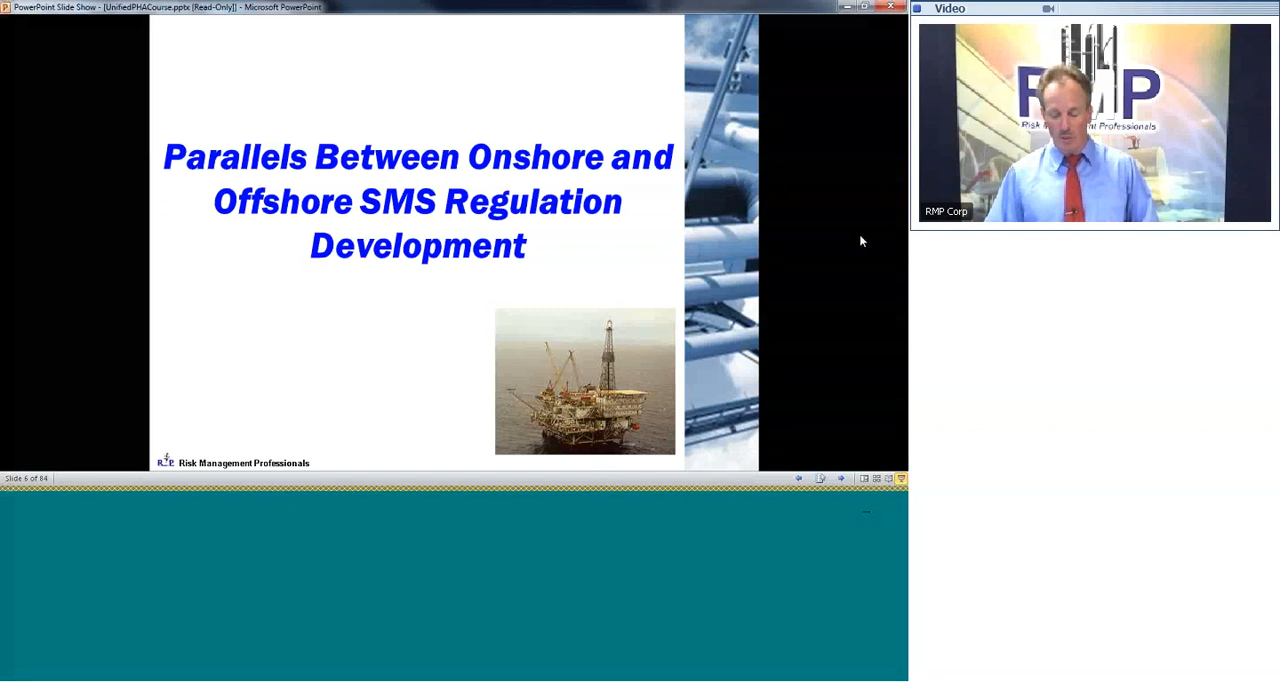 PowerPoint Slide Show - [UnifiedPHACourse.pptx [Read-Only]] - Microsoft PowerPoint
Video
Parallels Between Onshore and
Offshore SMS Regulation
Development
RMP
Risk Management Professionals
Slide 6 of 84
RMP
Risk Management Professionals
RMP Corp